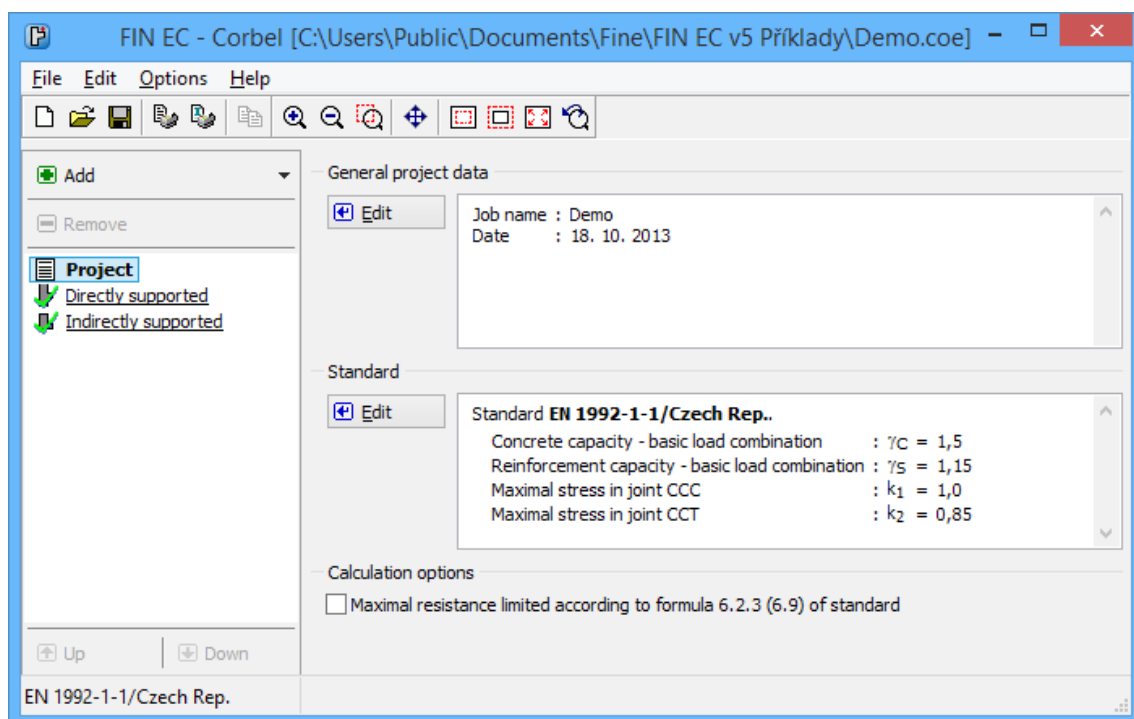 FIN EC - Corbel [C:\Users\Public\Documents\Fine\FIN EC v5 Příklady\Demo.coe]
File Edit Options Help
Add
Remove
Project
Directly supported
Indirectly supported
Up Down
General project data
Edit
Job name : Demo
Date : 18. 10. 2013
Standard
Edit
Standard EN 1992-1-1/Czech Rep..
Concrete capacity - basic load combination : γC = 1,5
Reinforcement capacity - basic load combination : γS = 1,15
Maximal stress in joint CCC : k1 = 1,0
Maximal stress in joint CCT : k2 = 0,85
Calculation options
Maximal resistance limited according to formula 6.2.3 (6.9) of standard
EN 1992-1-1/Czech Rep.